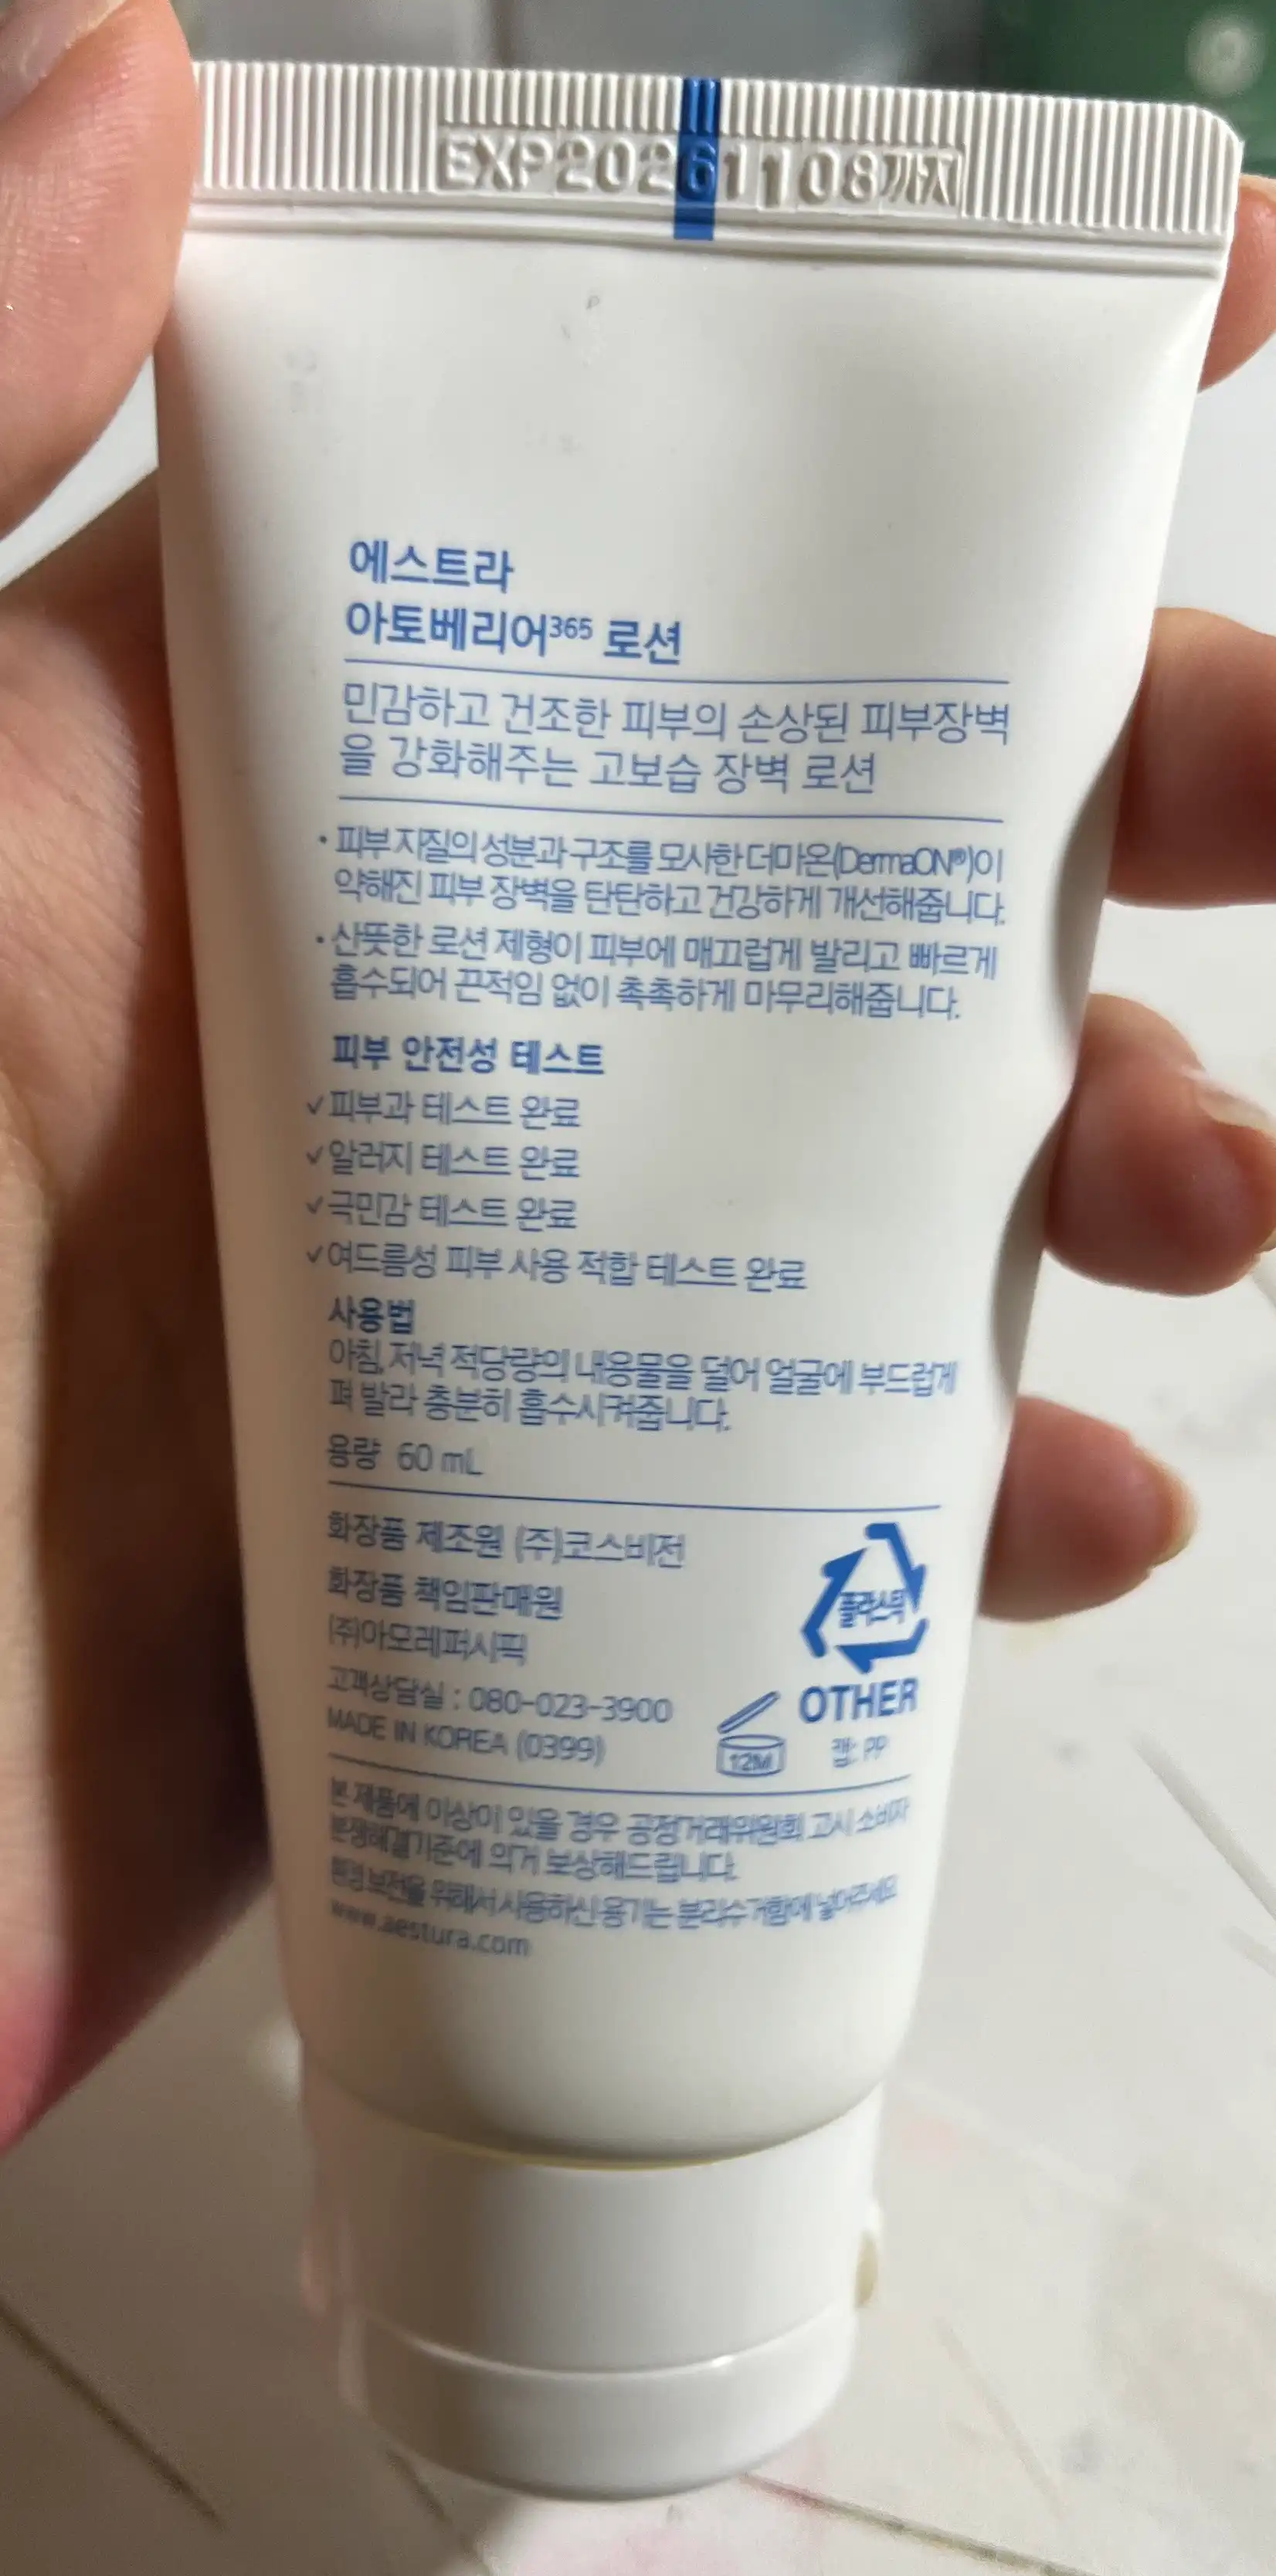 EXP20261108까지
에스트라
아토베리어365 로션
민감하고 건조한 피부의 손상된 피부장벽
을 강화해주는 고보습 장벽 로션
• 피부 지질의 성분과 구조를 모사한 더마온(DermaON®)이
약해진 피부 장벽을 탄탄하고 건강하게 개선해줍니다.
• 산뜻한 로션 제형이 피부에 매끄럽게 발리고 빠르게
흡수되어 끈적임 없이 촉촉하게 마무리해줍니다.
피부 안전성 테스트
✓피부과 테스트 완료
✓알러지 테스트 완료
✓극민감 테스트 완료
✓여드름성 피부 사용 적합 테스트 완료
사용법
아침, 저녁 적당량의 내용물을 덜어 얼굴에 부드럽게
펴 발라 충분히 흡수시켜줍니다.
용량 60 mL
화장품 제조원 (주)코스비전
화장품 책임판매원
(주)아모레퍼시픽
고객상담실 : 080-023-3900
MADE IN KOREA (0399)
플라스틱
OTHER
캡: PP
12M
본 제품에 이상이 있을 경우 공정거래위원회 고시 소비자
분쟁해결기준에 의거 보상해드립니다.
환경 보전을 위해서 사용하신 용기는 분리수거함에 넣어주세요.
www.aestura.com